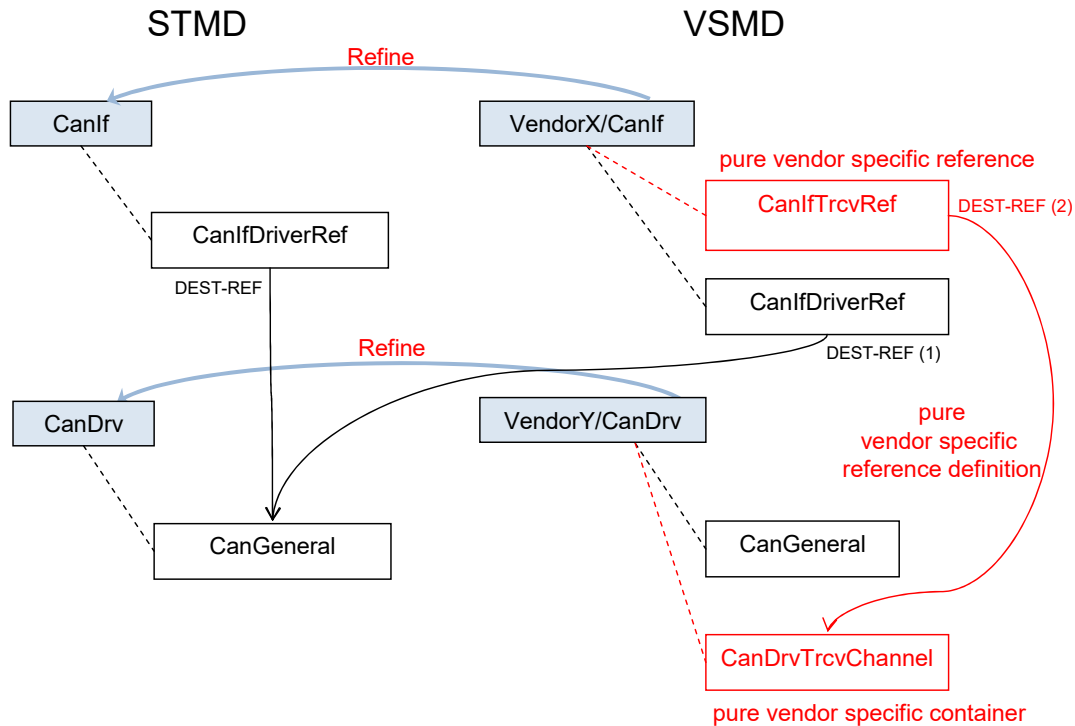 STMD
VSMD
Refine
CanIf
VendorX/CanIf
pure vendor specific reference
CanIfTrcvRef
DEST-REF (2)
CanIfDriverRef
DEST-REF
CanIfDriverRef
DEST-REF (1)
Refine
CanDrv
VendorY/CanDrv
pure
vendor specific
reference definition
CanGeneral
CanGeneral
CanDrvTrcvChannel
pure vendor specific container